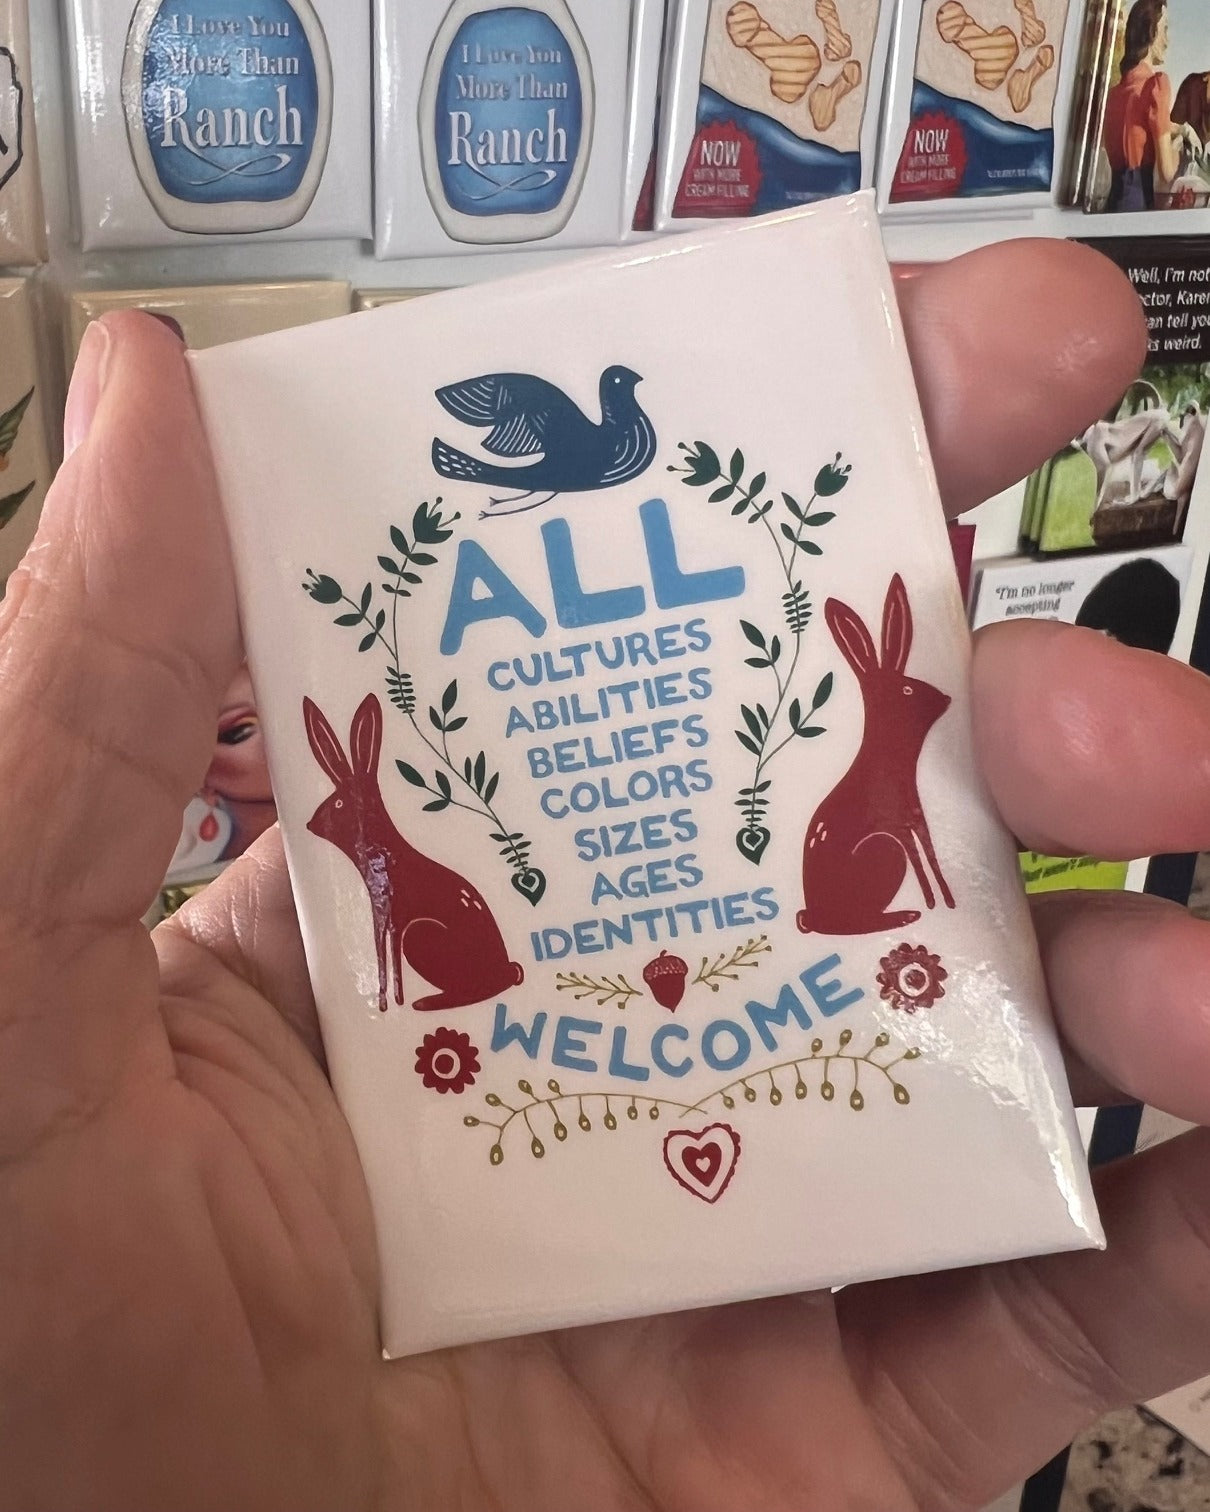 I Love You
More Than
Ranch
I Love You
More Than
Ranch
NOW
WITH MORE
CREAM FILLING
NOW
WITH MORE
CREAM FILLING
Well, I'm not
ctor, Karen
an tell you
ks weird.
"I'm no longer
accepting
ALL
CULTURES
ABILITIES
BELIEFS
COLORS
SIZES
AGES
IDENTITIES
WELCOME